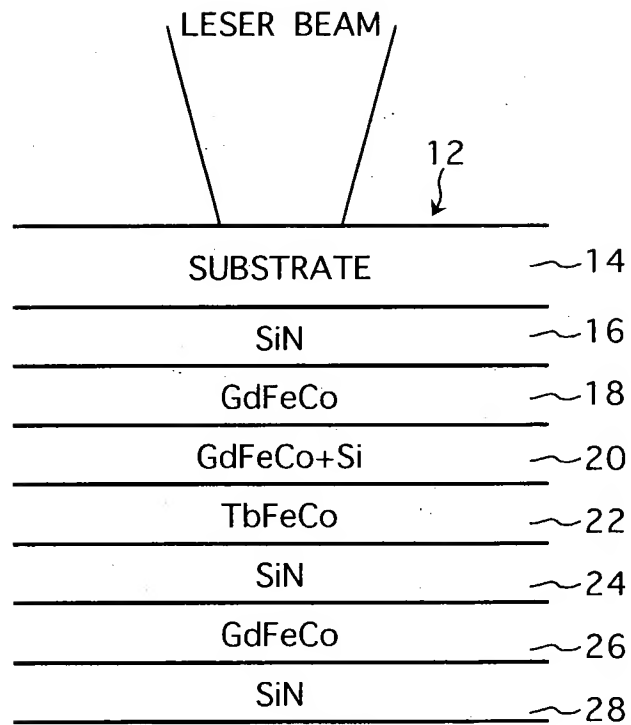 LESER BEAM
12
SUBSTRATE 14
SiN 16
GdFeCo 18
GdFeCo+Si 20
TbFeCo 22
SiN 24
GdFeCo 26
SiN 28